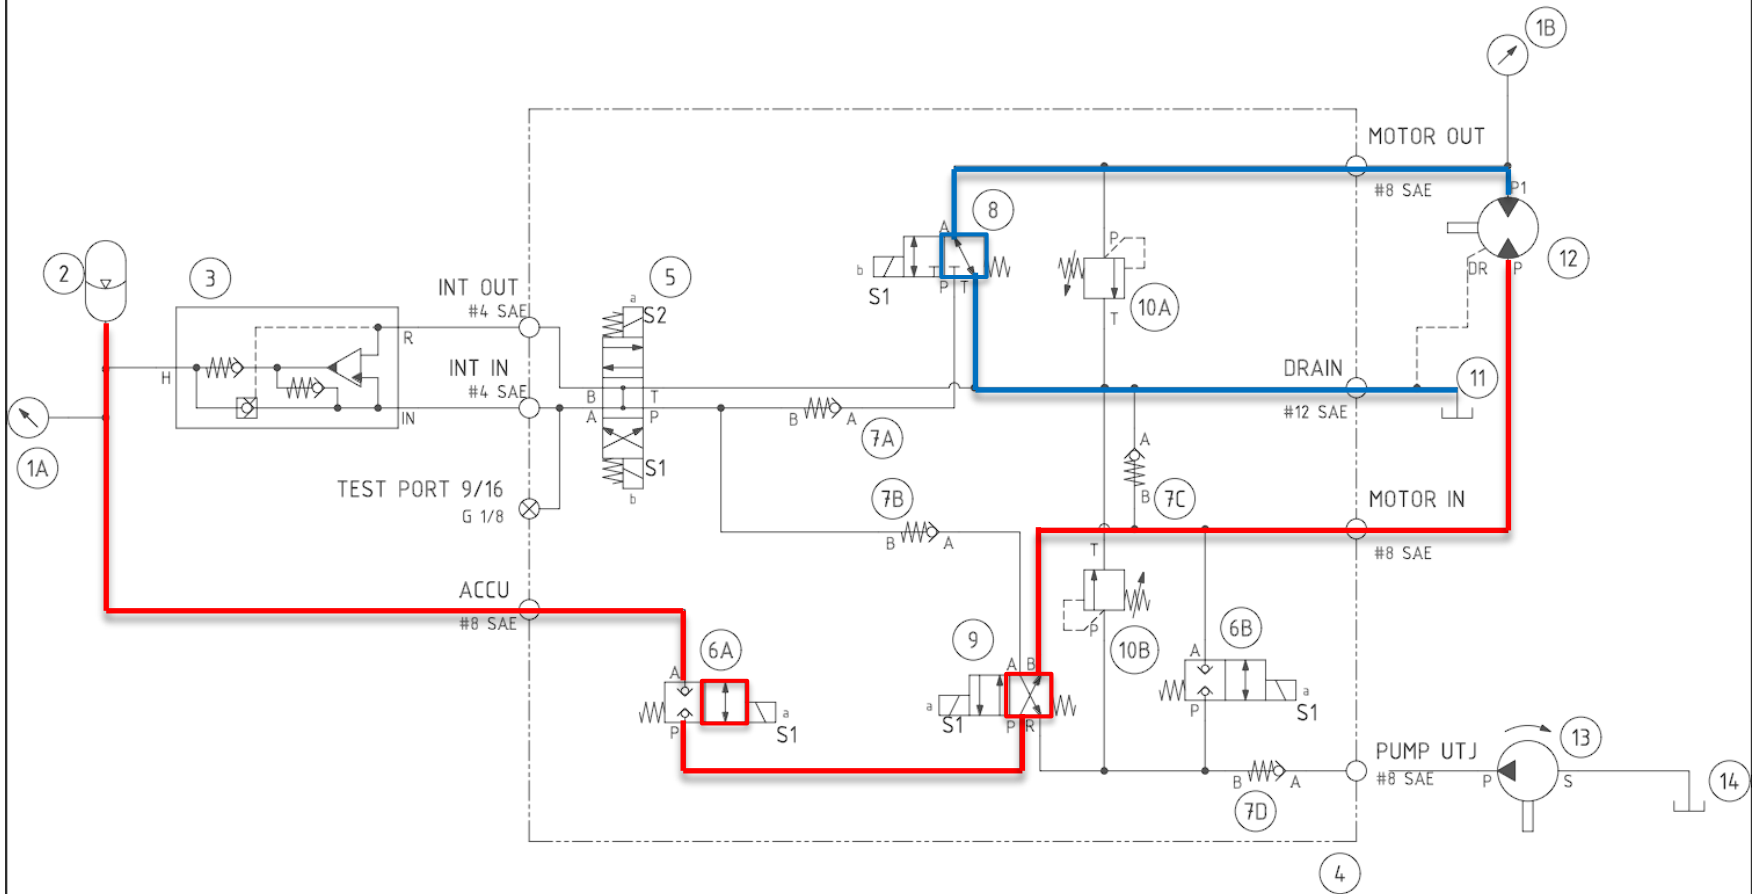 1B
MOTOR OUT
#8 SAE
P1
8
A
b
S1
T T
P T
P
10A
T
12
DR P
2
3
INT OUT
#4 SAE
5
a
S2
R
H
INT IN
#4 SAE
B T
A P
IN
S1
b
DRAIN
#12 SAE
11
1A
B A
7A
TEST PORT 9/16
G 1/8
7B
B A
A
B
7C
MOTOR IN
#8 SAE
ACCU
#8 SAE
6A
A
P
a
S1
9
A B
a
S1
P R
T
P
10B
6B
A
P
a
S1
B A
7D
PUMP UTJ
#8 SAE
P S
13
14
4